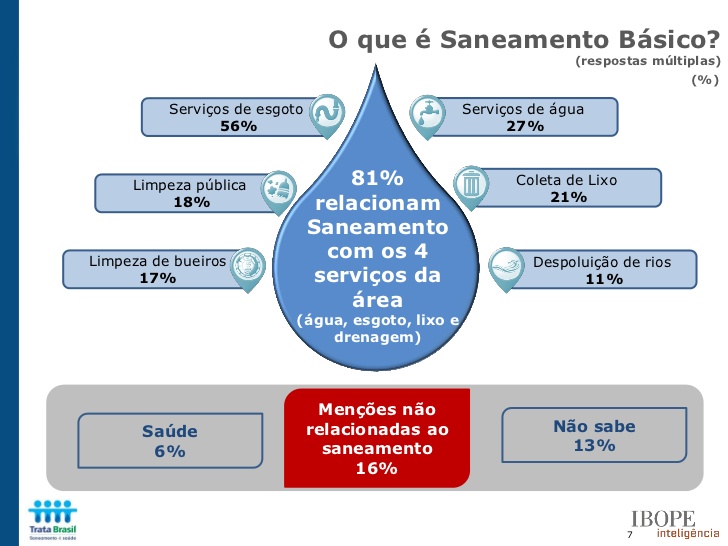 O que é Saneamento Básico?
(respostas múltiplas)
(%)
Serviços de esgoto
56%
Serviços de água
27%
Limpeza pública
18%
Coleta de Lixo
21%
Limpeza de bueiros
17%
Despoluição de rios
11%
81%
relacionam
Saneamento
com os 4
serviços da
área
(água, esgoto, lixo e
drenagem)
Saúde
6%
Menções não
relacionadas ao
saneamento
16%
Não sabe
13%
Trata Brasil
Saneamento é saúde
IBOPE
inteligência
7